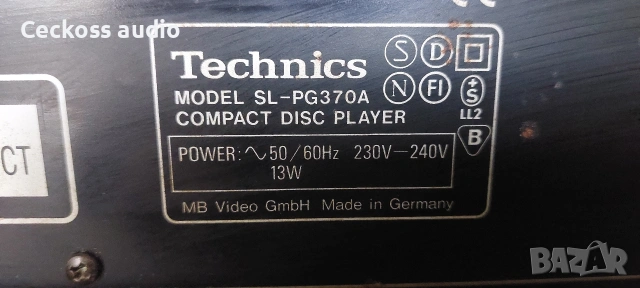 Ceckoss audio
Technics
MODEL SL-PG370A
COMPACT DISC PLAYER
S D
N FI
+S
LL2
B
POWER: ∿ 50/60Hz 230V—240V
13W
MB Video GmbH Made in Germany
CT
BAZAR